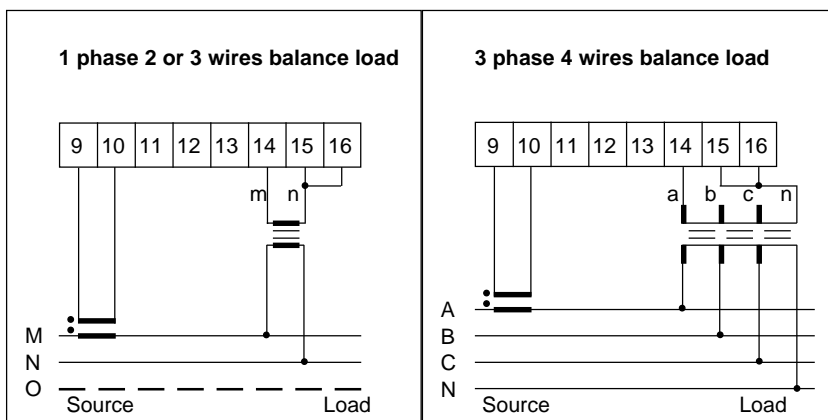 1 phase 2 or 3 wires balance load
9 10 11 12 13 14 15 16
m n
M
N
O
Source Load
3 phase 4 wires balance load
9 10 11 12 13 14 15 16
a b c n
A
B
C
N
Source Load